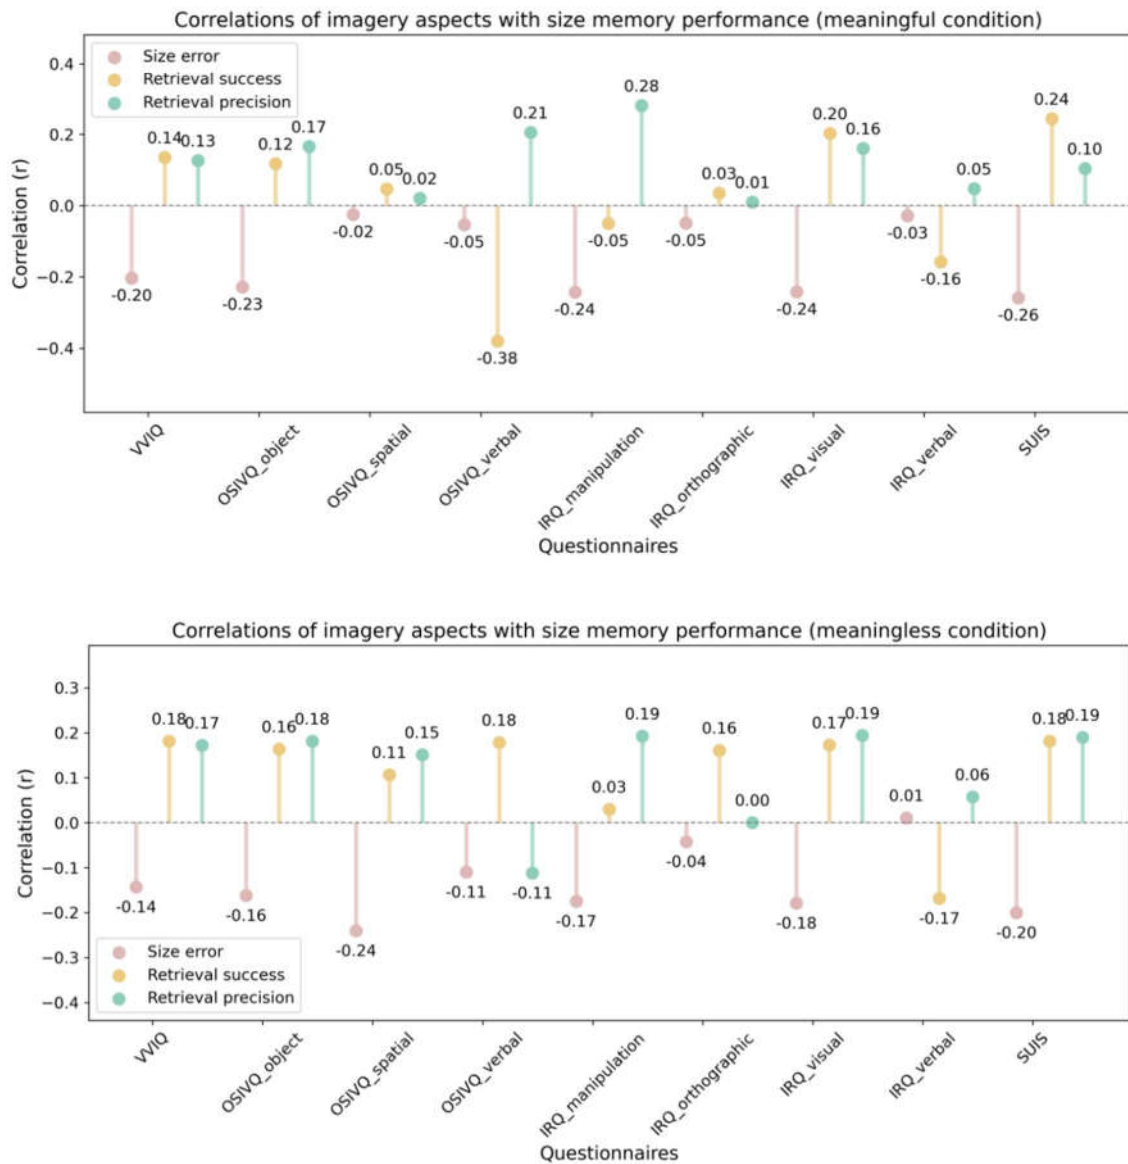 Correlations of imagery aspects with size memory performance (meaningful condition)
Size error
Retrieval success
Retrieval precision
Correlation (r)
0.4
0.2
0.0
−0.2
−0.4
-0.20
0.14
0.13
-0.23
0.12
0.17
-0.02
0.05
0.02
-0.05
-0.38
0.21
-0.24
-0.05
0.28
-0.05
0.03
0.01
-0.24
0.20
0.16
-0.03
-0.16
0.05
-0.26
0.24
0.10
VVIQ
OSIVQ_object
OSIVQ_spatial
OSIVQ_verbal
IRQ_manipulation
IRQ_orthographic
IRQ_visual
IRQ_verbal
SUIS
Questionnaires
Correlations of imagery aspects with size memory performance (meaningless condition)
Correlation (r)
0.3
0.2
0.1
0.0
−0.1
−0.2
−0.3
−0.4
-0.14
0.18
0.17
-0.16
0.16
0.18
-0.24
0.11
0.15
-0.11
0.18
-0.11
-0.17
0.03
0.19
-0.04
0.16
0.00
-0.18
0.17
0.19
0.01
-0.17
0.06
-0.20
0.18
0.19
Size error
Retrieval success
Retrieval precision
VVIQ
OSIVQ_object
OSIVQ_spatial
OSIVQ_verbal
IRQ_manipulation
IRQ_orthographic
IRQ_visual
IRQ_verbal
SUIS
Questionnaires